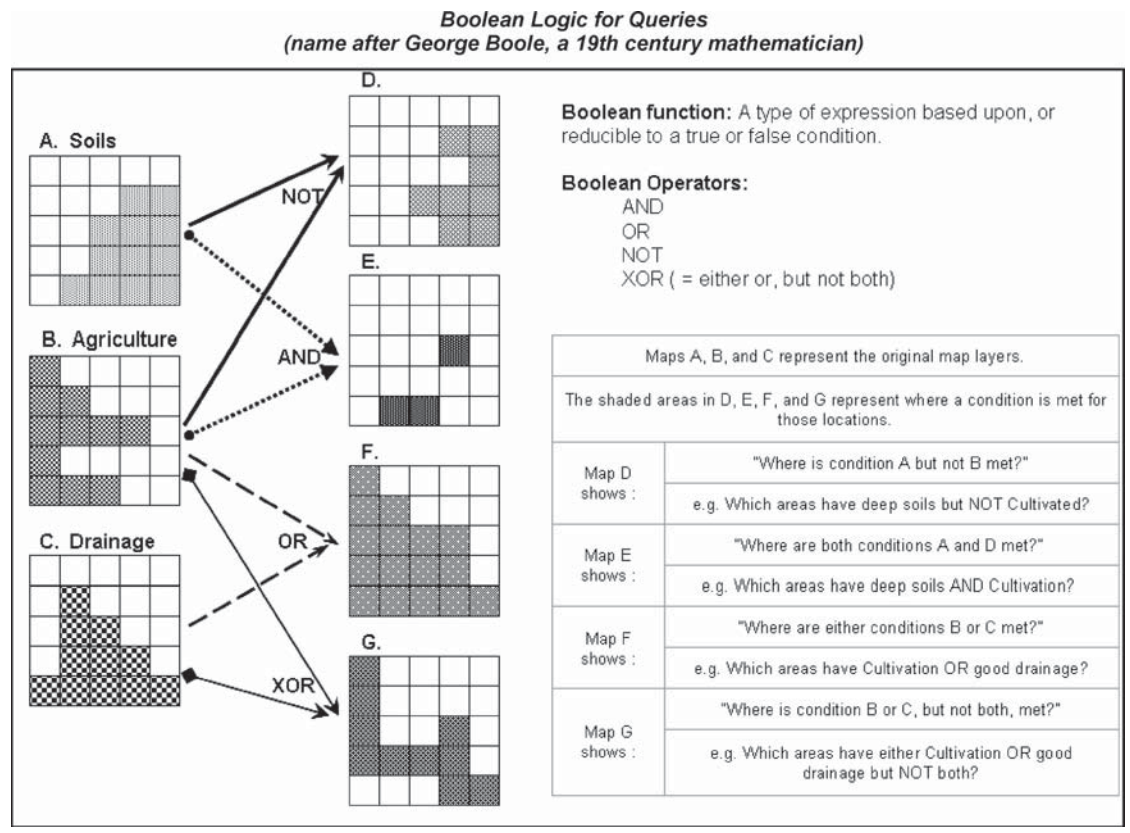 Boolean Logic for Queries
(name after George Boole, a 19th century mathematician)
A. Soils
B. Agriculture
C. Drainage
NOT
AND
OR
XOR
D.
E.
F.
G.
Boolean function: A type of expression based upon, or
reducible to a true or false condition.
Boolean Operators:
AND
OR
NOT
XOR ( = either or, but not both)
Maps A, B, and C represent the original map layers.
The shaded areas in D, E, F, and G represent where a condition is met for
those locations.
Map D
shows :
"Where is condition A but not B met?"
e.g. Which areas have deep soils but NOT Cultivated?
Map E
shows :
"Where are both conditions A and D met?"
e.g. Which areas have deep soils AND Cultivation?
Map F
shows :
"Where are either conditions B or C met?"
e.g. Which areas have Cultivation OR good drainage?
Map G
shows :
"Where is condition B or C, but not both, met?"
e.g. Which areas have either Cultivation OR good
drainage but NOT both?